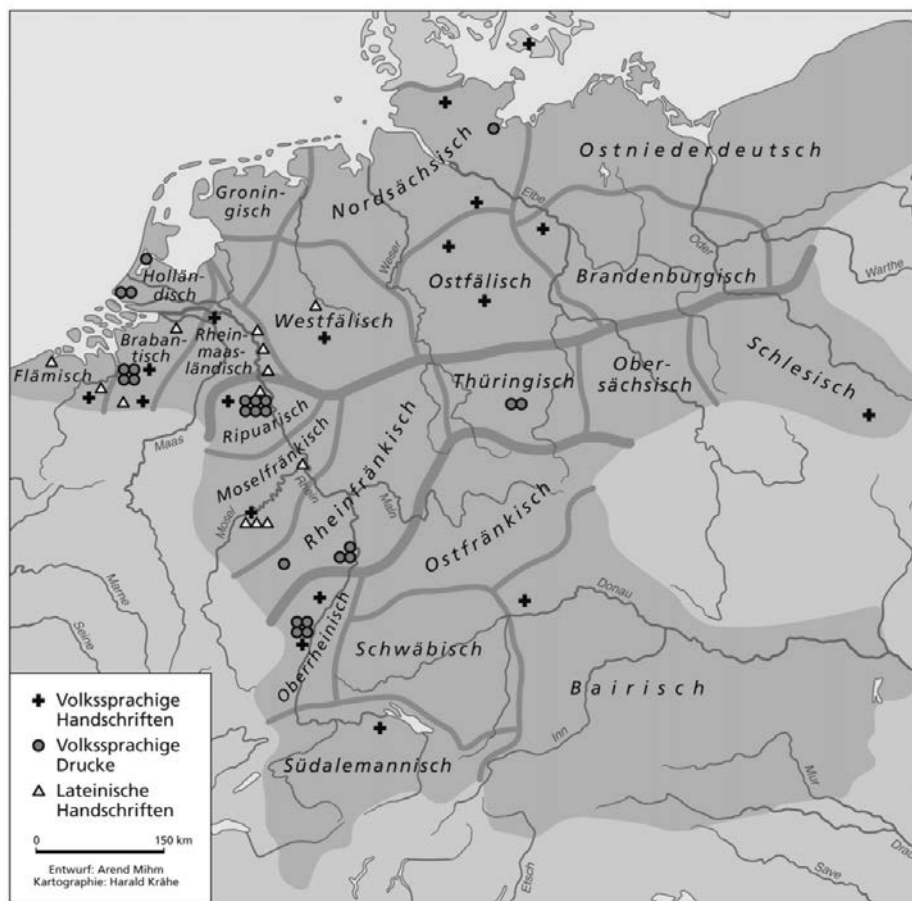 Ostniederdeutsch
Nordsächsisch
Gronin-
gisch
Elbe
Weser
Oder
Warthe
Hollän-
disch
Ostfälisch
Brandenburgisch
Westfälisch
Braban-
tisch
Rhein-
maas-
ländisch
Flämisch
Schlesisch
Ober-
sächsisch
Thüringisch
Ripuarisch
Maas
Moselfränkisch
Rhein
Rheinfränkisch
Main
Mosel
Ostfränkisch
Marne
Seine
Donau
Oberrheinisch
Schwäbisch
Bairisch
Inn
Südalemannisch
Mur
Drau
Save
Etsch
Volkssprachige
Handschriften
Volkssprachige
Drucke
Lateinische
Handschriften
0 150 km
Entwurf: Arend Mihm
Kartographie: Harald Krähe